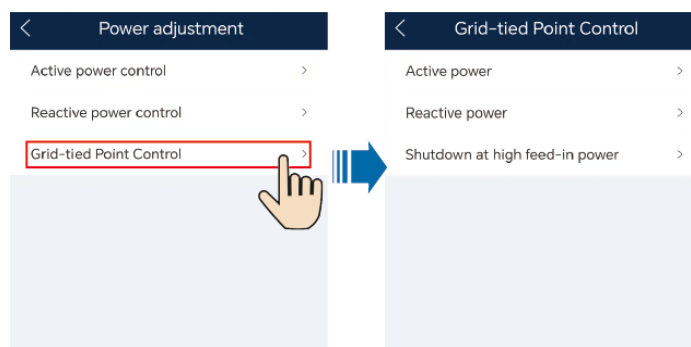 Power adjustment
Active power control
Reactive power control
Grid-tied Point Control
Grid-tied Point Control
Active power
Reactive power
Shutdown at high feed-in power